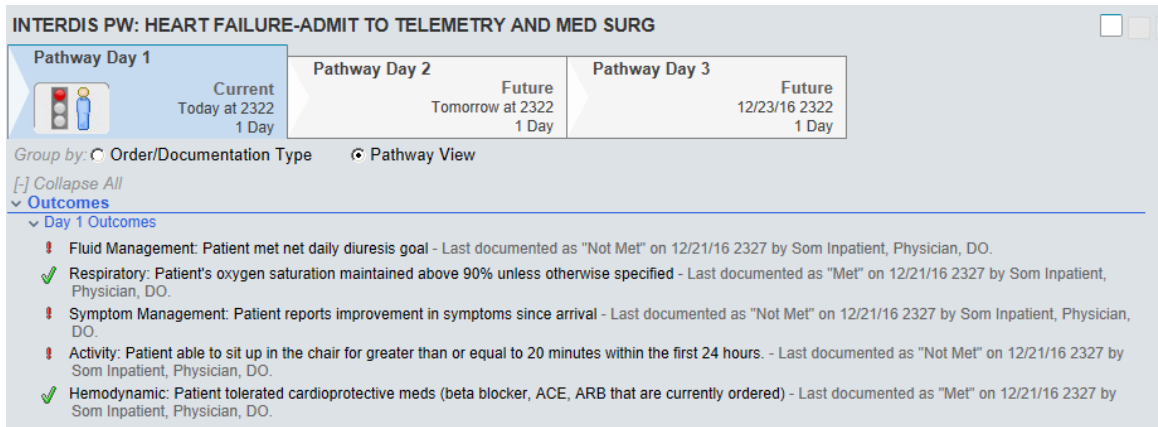 INTERDIS PW: HEART FAILURE-ADMIT TO TELEMETRY AND MED SURG
Pathway Day 1
Current
Today at 2322
1 Day
Pathway Day 2
Future
Tomorrow at 2322
1 Day
Pathway Day 3
Future
12/23/16 2322
1 Day
Group by: Order/Documentation Type Pathway View
[-] Collapse All
Outcomes
Day 1 Outcomes
Fluid Management: Patient met net daily diuresis goal - Last documented as "Not Met" on 12/21/16 2327 by Som Inpatient, Physician, DO.
Respiratory: Patient's oxygen saturation maintained above 90% unless otherwise specified - Last documented as "Met" on 12/21/16 2327 by Som Inpatient,
Physician, DO.
Symptom Management: Patient reports improvement in symptoms since arrival - Last documented as "Not Met" on 12/21/16 2327 by Som Inpatient, Physician,
DO.
Activity: Patient able to sit up in the chair for greater than or equal to 20 minutes within the first 24 hours. - Last documented as "Not Met" on 12/21/16 2327 by
Som Inpatient, Physician, DO.
Hemodynamic: Patient tolerated cardioprotective meds (beta blocker, ACE, ARB that are currently ordered) - Last documented as "Met" on 12/21/16 2327 by
Som Inpatient, Physician, DO.